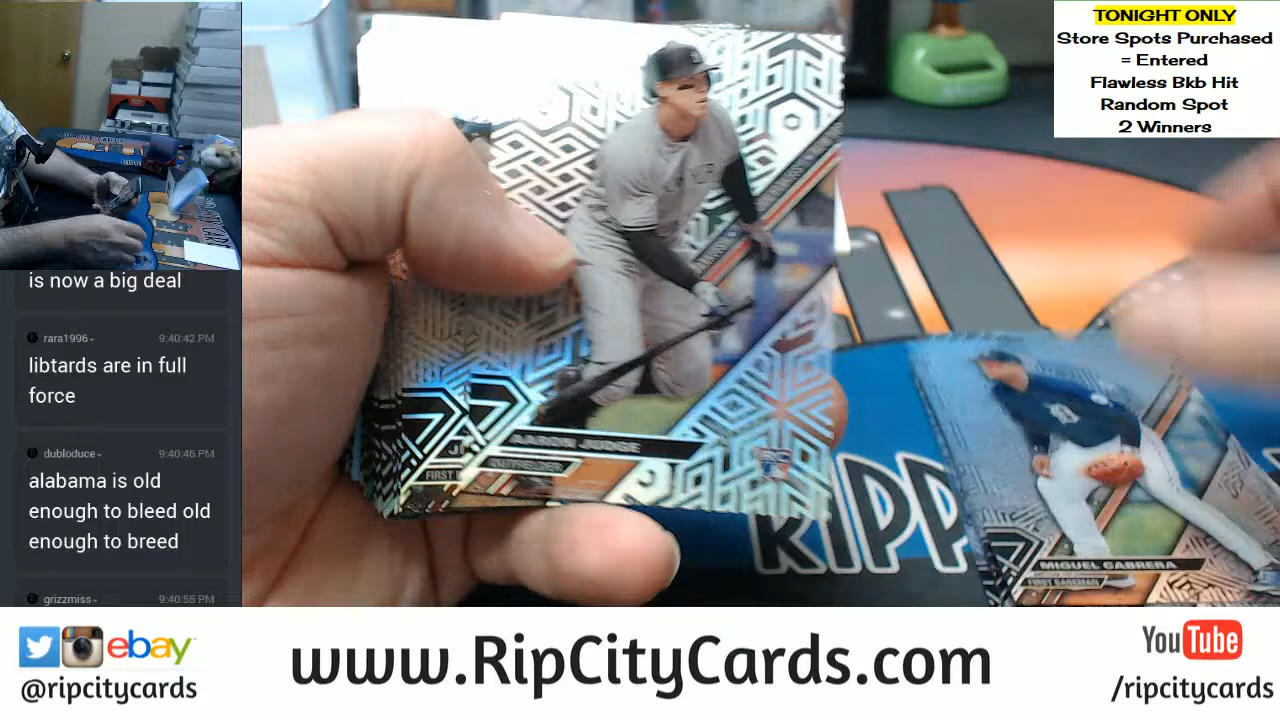 TONIGHT ONLY
Store Spots Purchased
= Entered
Flawless Bkb Hit
Random Spot
2 Winners
is now a big deal
rara1996 9:40:42 PM
libtards are in full
force
dubloduce 9:40:46 PM
alabama is old
enough to bleed old
enough to breed
grizzmiss 9:40:55 PM
AARON JUDGE
OUTFIELDER
FIRST
RIPP
MIGUEL CABRERA
FIRST BASEMAN
ebay
@ripcitycards
www.RipCityCards.com
YouTube
/ripcitycards